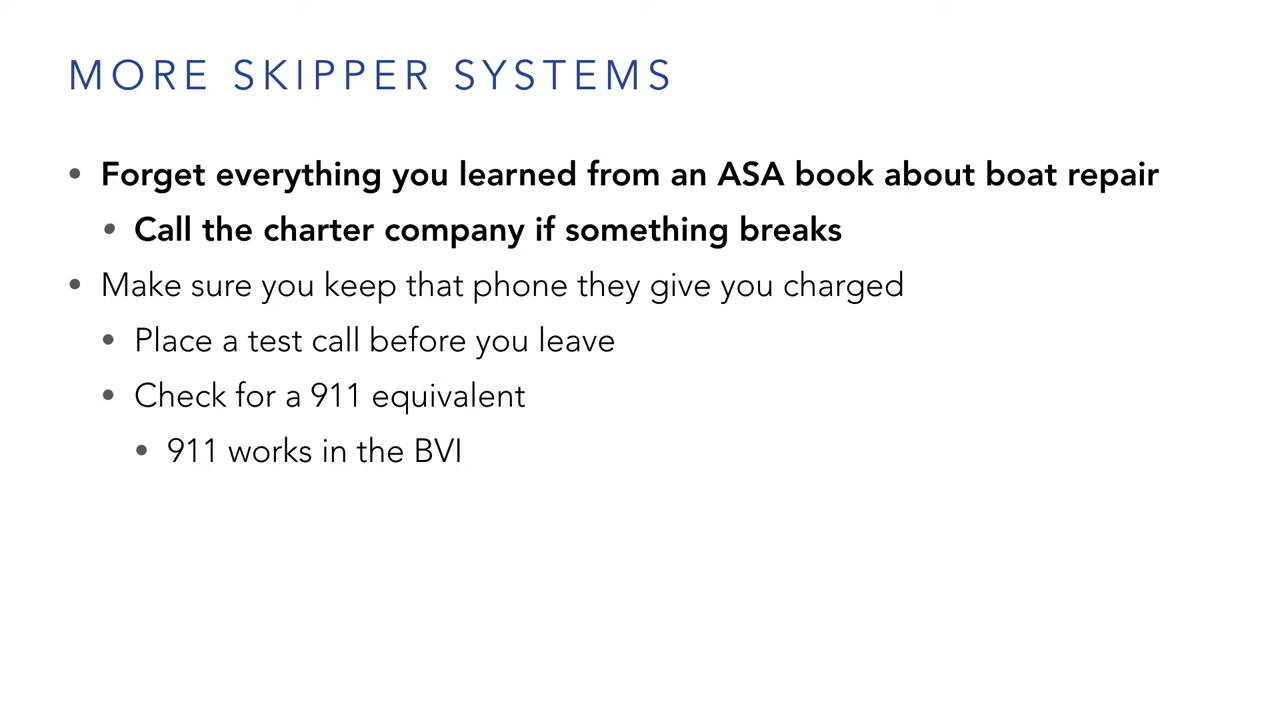 MORE SKIPPER SYSTEMS
• Forget everything you learned from an ASA book about boat repair
• Call the charter company if something breaks
• Make sure you keep that phone they give you charged
• Place a test call before you leave
• Check for a 911 equivalent
• 911 works in the BVI